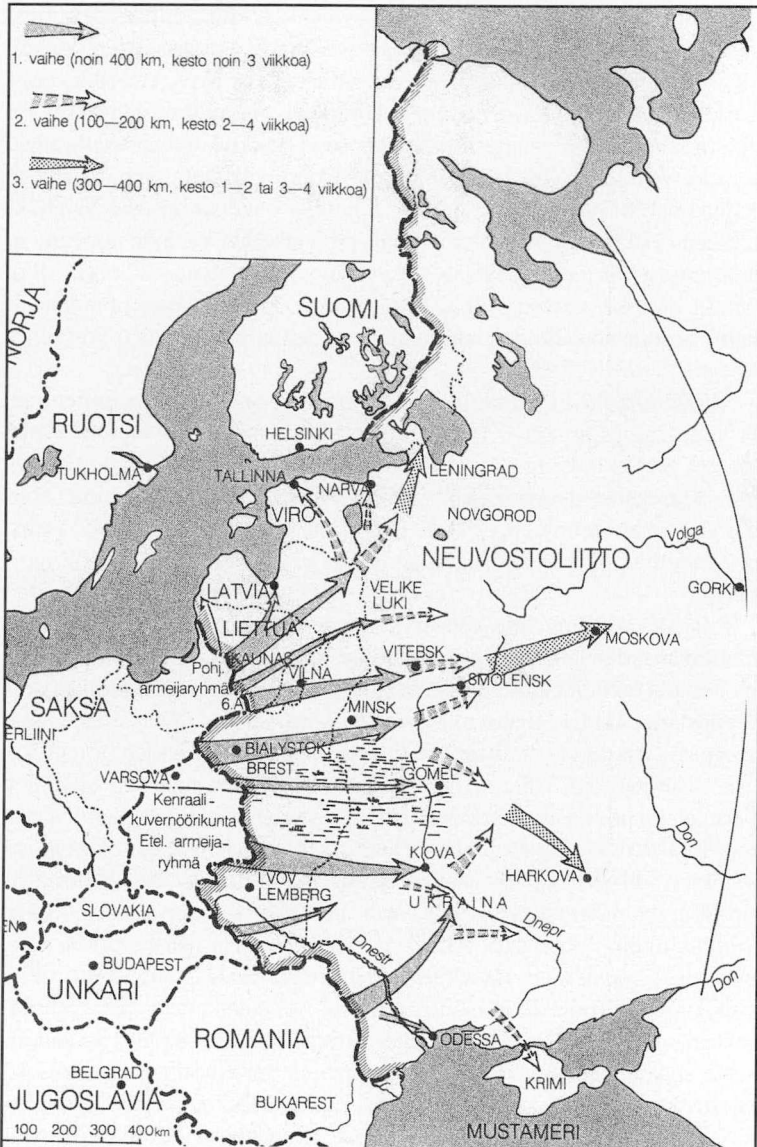 1. vaihe (noin 400 km, kesto noin 3 viikkoa)
2. vaihe (100—200 km, kesto 2—4 viikkoa)
3. vaihe (300—400 km, kesto 1—2 tai 3—4 viikkoa)
NORJA
SUOMI
RUOTSI
HELSINKI
TUKHOLMA
TALLINNA
NARVA
LENINGRAD
VIRO
NOVGOROD
NEUVOSTOLIITTO
Volga
GORKI
LATVIA
VELIKE
LUKI
LIETTUA
MOSKOVA
KAUNAS
VITEBSK
Pohj.
armeijaryhmä
VILNA
SMOLENSK
6.A
SAKSA
MINSK
ERLIINI
BIALYSTOK
BREST
VARSOVA
GOMEL
Kenraali-
kuvernöörikunta
Etel. armeija-
ryhmä
Don
KIOVA
HARKOVA
LVOV
LEMBERG
SLOVAKIA
UKRAINA
EN
Dnepr
Dnestr
BUDAPEST
Don
UNKARI
ROMANIA
ODESSA
BELGRAD
KRIMI
JUGOSLAVIA
BUKAREST
100 200 300 400km
MUSTAMERI